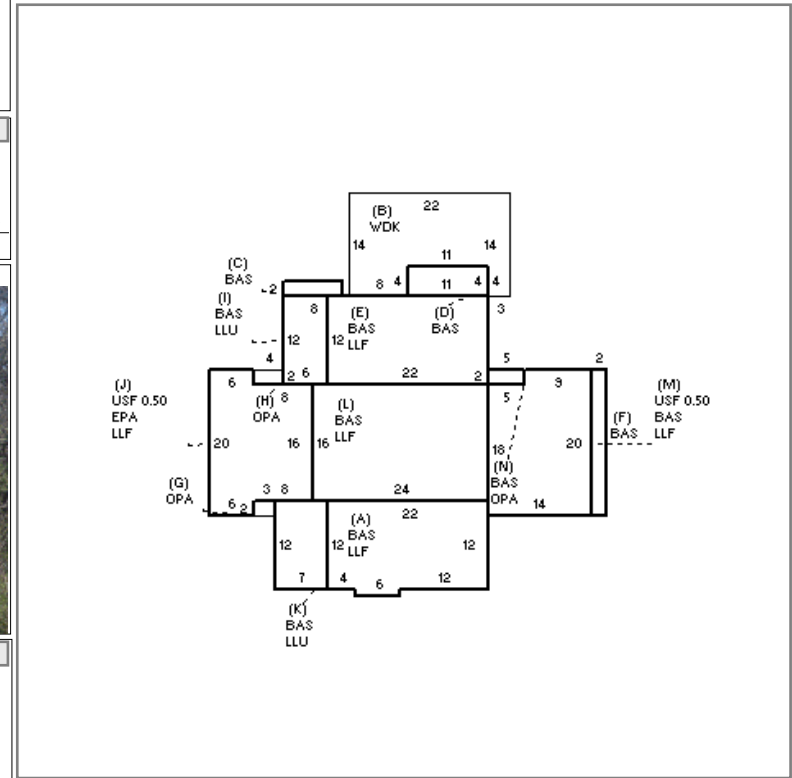 22
(B)
WDK
14
14
11
(C)
BAS
2
8
4
11
4
4
(I)
BAS
LLU
8
(E)
BAS
LLF
(D)
BAS
3
12
12
4
6
2
6
22
2
5
2
(J)
USF 0.50
EPA
LLF
(H)
OPA
8
(L)
BAS
LLF
5
9
(M)
USF 0.50
BAS
LLF
(F)
BAS
20
16
16
18
20
(G)
OPA
(N)
BAS
OPA
6
2
3
8
24
14
22
(A)
BAS
LLF
12
12
12
7
4
6
12
(K)
BAS
LLU